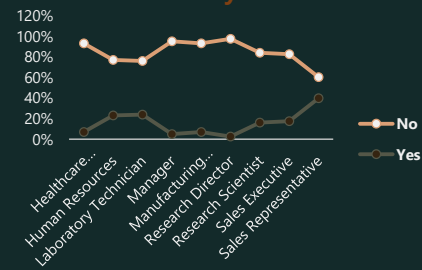 120%
100%
80%
60%
40%
20%
0%
Healthcare...
Human Resources
Laboratory Technician
Manager
Manufacturing...
Research Director
Research Scientist
Sales Executive
Sales Representative
No
Yes